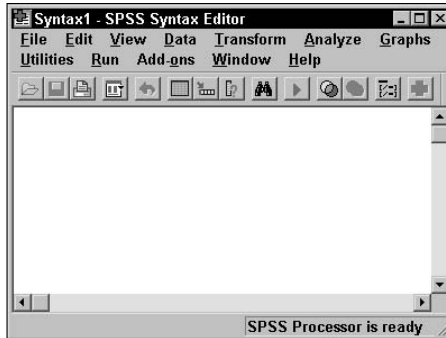 Syntax1 - SPSS Syntax Editor
File Edit View Data Transform Analyze Graphs
Utilities Run Add-ons Window Help
SPSS Processor is ready